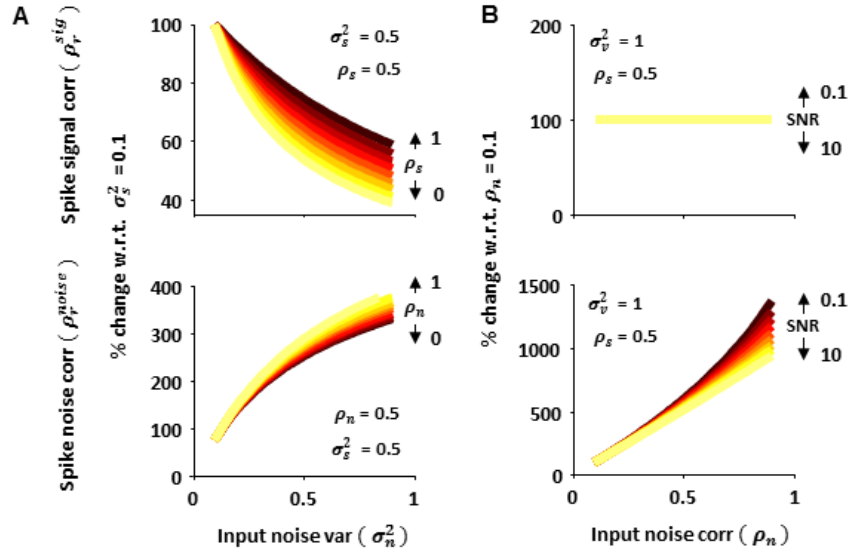 A
B
Spike signal corr ( ρ_r^{sig} )
% change w.r.t. σ_s^2 = 0.1
100
80
60
40
σ_s^2 = 0.5
ρ_s = 0.5
1
ρ_s
0
% change w.r.t. ρ_n = 0.1
200
100
0
σ_v^2 = 1
ρ_s = 0.5
0.1
SNR
10
Spike noise corr ( ρ_r^{noise} )
400
300
200
100
0
1
ρ_n
0
ρ_n = 0.5
σ_s^2 = 0.5
0
0.5
1
Input noise var ( σ_n^2 )
1500
1000
500
0
σ_v^2 = 1
ρ_s = 0.5
0.1
SNR
10
0
0.5
1
Input noise corr ( ρ_n )